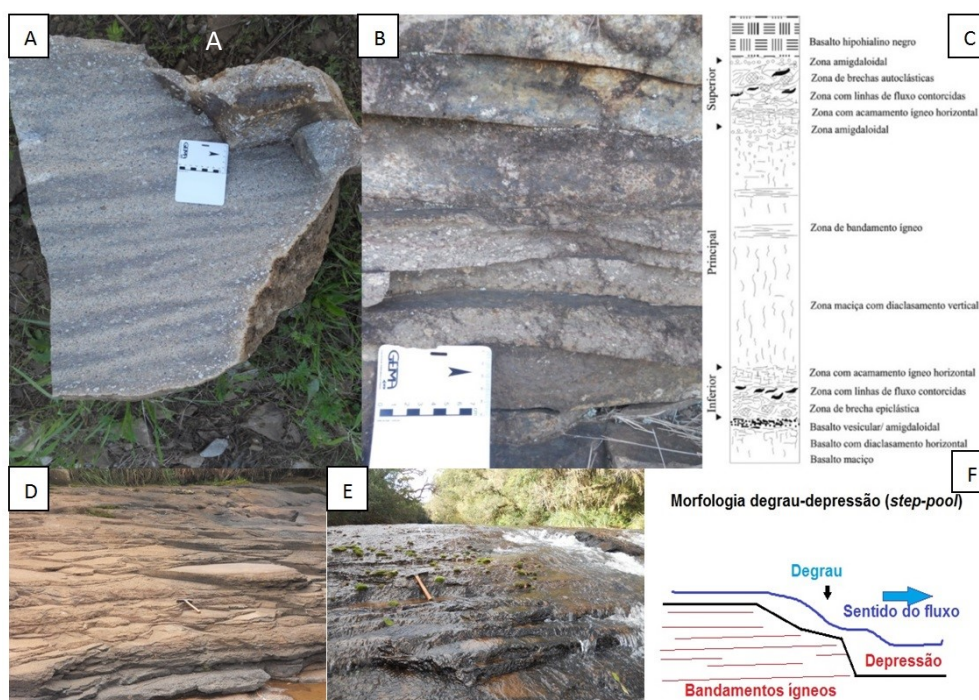 A
A
B
GEMA
C
Basalto hipohialino negro
Zona amigdaloidal
Zona de brechas autoclásticas
Zona com linhas de fluxo contorcidas
Zona com acamamento ígneo horizontal
Zona amigdaloidal
Zona de bandamento ígneo
Zona maciça com diaclasamento vertical
Zona com acamamento ígneo horizontal
Zona com linhas de fluxo contorcidas
Zona de brecha epiclástica
Basalto vesicular/ amigdaloidal
Basalto com diaclasamento horizontal
Basalto maciço
Superior
Principal
Inferior
D
E
F
Morfologia degrau-depressão (step-pool)
Degrau
Sentido do fluxo
Depressão
Bandamentos ígneos